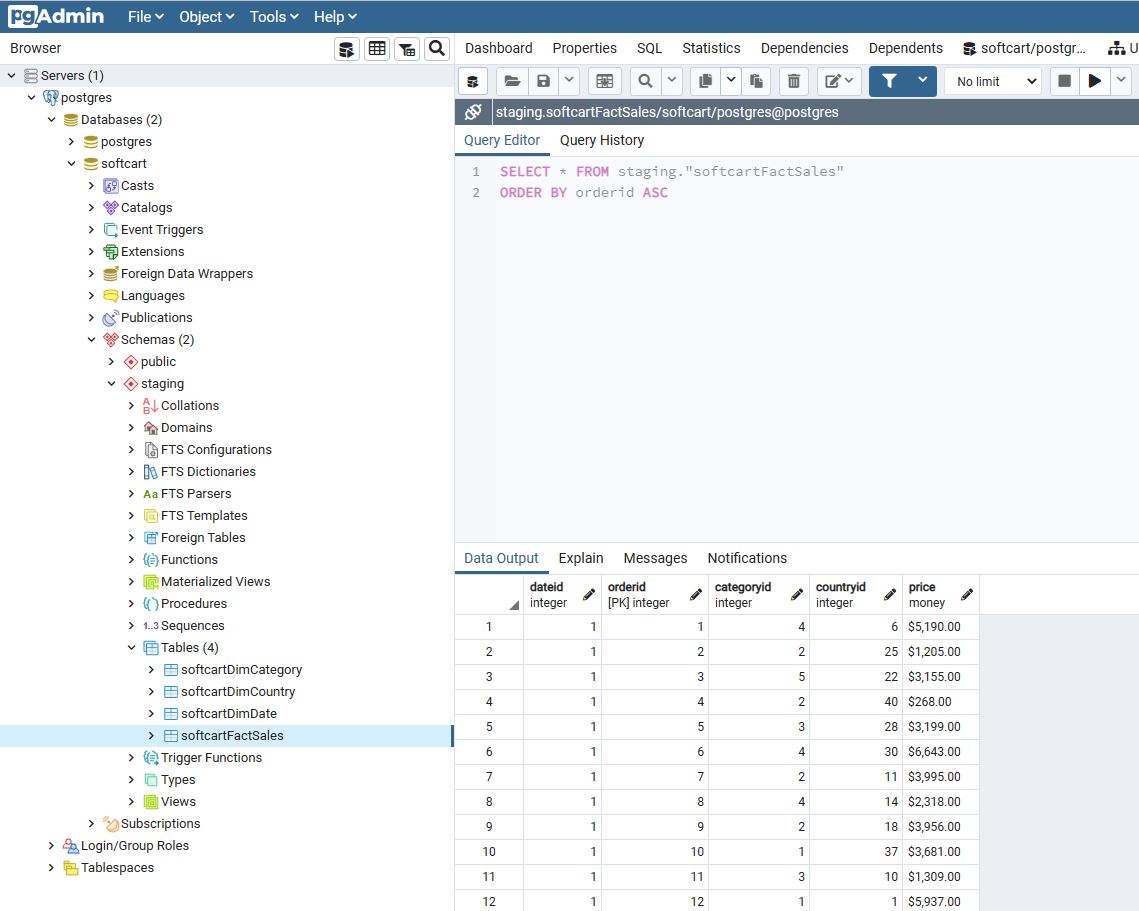 pgAdmin File Object Tools Help
Browser
Servers (1)
postgres
Databases (2)
postgres
softcart
Casts
Catalogs
Event Triggers
Extensions
Foreign Data Wrappers
Languages
Publications
Schemas (2)
public
staging
Collations
Domains
FTS Configurations
FTS Dictionaries
Aa FTS Parsers
FTS Templates
Foreign Tables
Functions
Materialized Views
Procedures
1..3 Sequences
Tables (4)
softcartDimCategory
softcartDimCountry
softcartDimDate
softcartFactSales
Trigger Functions
Types
Views
Subscriptions
Login/Group Roles
Tablespaces
Dashboard Properties SQL Statistics Dependencies Dependents softcart/postgr... U
No limit
staging.softcartFactSales/softcart/postgres@postgres
Query Editor Query History
1 SELECT * FROM staging."softcartFactSales"
2 ORDER BY orderid ASC
Data Output Explain Messages Notifications
dateid orderid categoryid countryid price
integer [PK] integer integer integer money
1 1 1 4 6 $5,190.00
2 1 2 2 25 $1,205.00
3 1 3 5 22 $3,155.00
4 1 4 2 40 $268.00
5 1 5 3 28 $3,199.00
6 1 6 4 30 $6,643.00
7 1 7 2 11 $3,995.00
8 1 8 4 14 $2,318.00
9 1 9 2 18 $3,956.00
10 1 10 1 37 $3,681.00
11 1 11 3 10 $1,309.00
12 1 12 1 1 $5,937.00